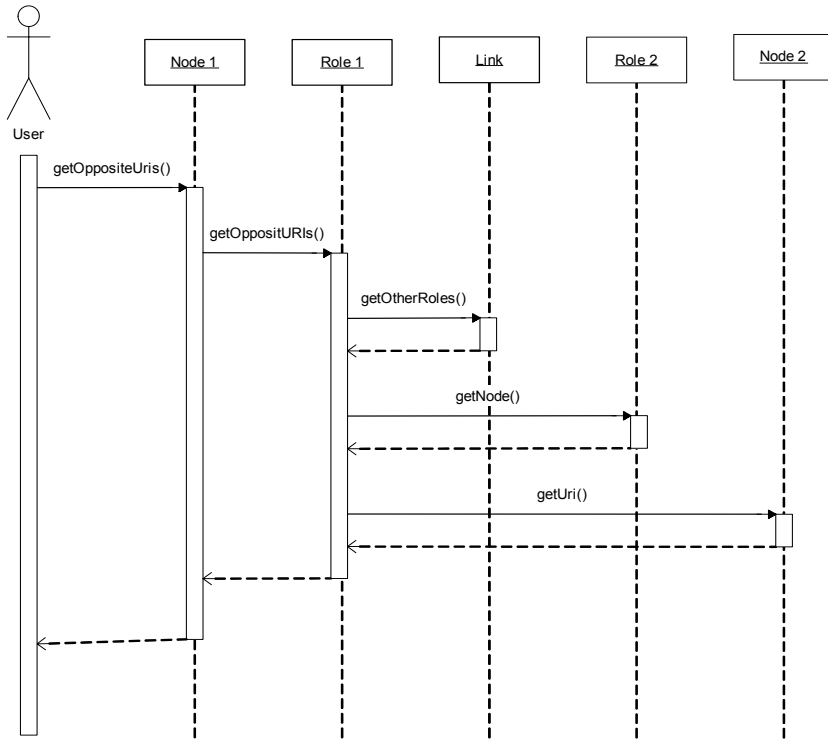 Node 1
Role 1
Link
Role 2
Node 2
User
getOppositeUris()
getOppositURIs()
getOtherRoles()
getNode()
getUri()